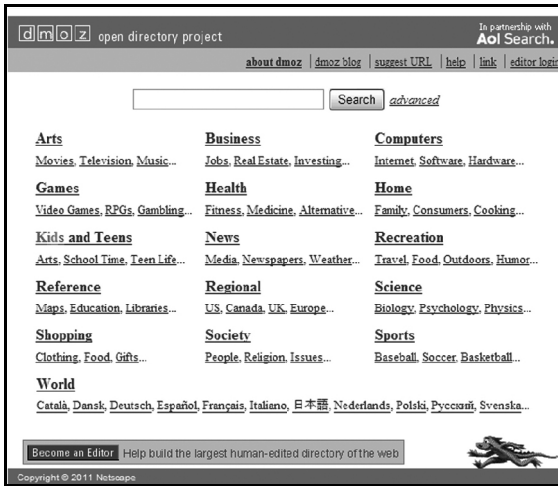 dmoz open directory project
In partnership with
Aol Search.
about dmoz | dmoz blog | suggest URL | help | link | editor login
Search advanced
Arts
Movies, Television, Music...
Business
Jobs, Real Estate, Investing...
Computers
Internet, Software, Hardware...
Games
Video Games, RPGs, Gambling...
Health
Fitness, Medicine, Alternative...
Home
Family, Consumers, Cooking...
Kids and Teens
Arts, School Time, Teen Life...
News
Media, Newspapers, Weather...
Recreation
Travel, Food, Outdoors, Humor...
Reference
Maps, Education, Libraries...
Regional
US, Canada, UK, Europe...
Science
Biology, Psychology, Physics...
Shopping
Clothing, Food, Gifts...
Society
People, Religion, Issues...
Sports
Baseball, Soccer, Basketball...
World
Català, Dansk, Deutsch, Español, Français, Italiano, 日本語, Nederlands, Polski, Русский, Svenska...
Become an Editor Help build the largest human-edited directory of the web
Copyright © 2011 Netscape